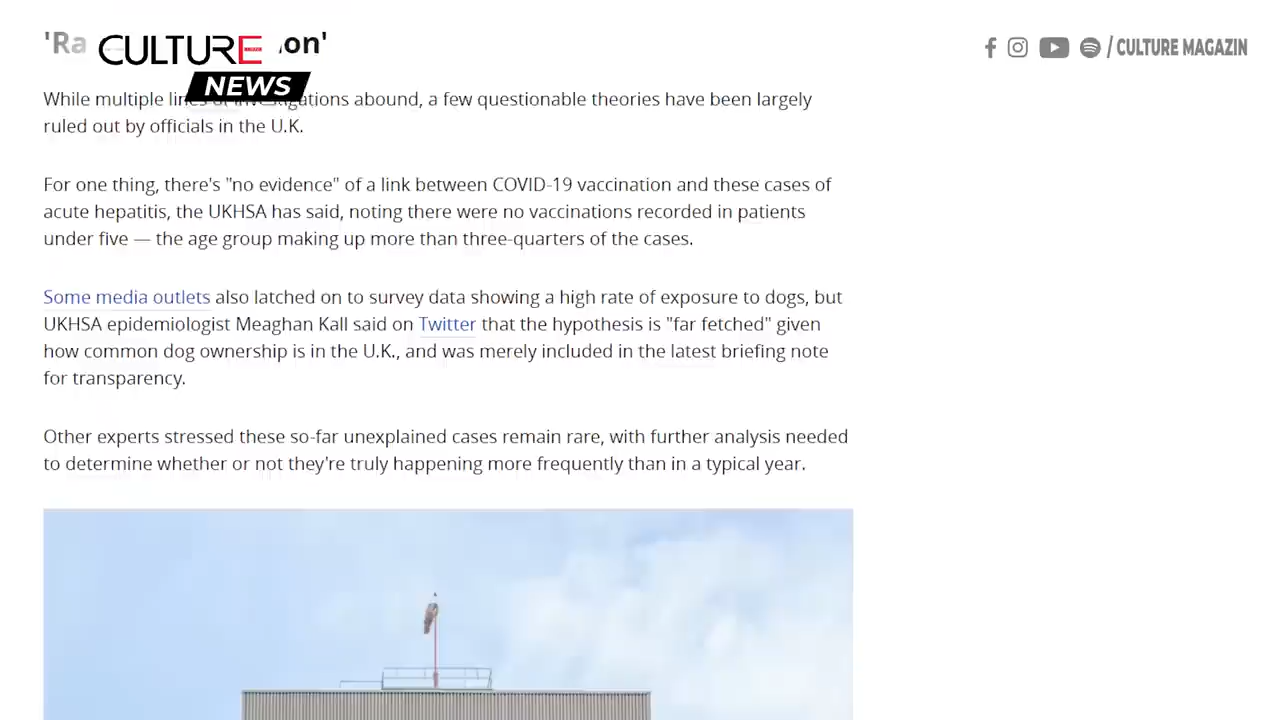 'Ra on'
CULTURE
NEWS
/ CULTURE MAGAZIN
While multiple lines of investigations abound, a few questionable theories have been largely
ruled out by officials in the U.K.
For one thing, there's "no evidence" of a link between COVID-19 vaccination and these cases of
acute hepatitis, the UKHSA has said, noting there were no vaccinations recorded in patients
under five — the age group making up more than three-quarters of the cases.
Some media outlets also latched on to survey data showing a high rate of exposure to dogs, but
UKHSA epidemiologist Meaghan Kall said on Twitter that the hypothesis is "far fetched" given
how common dog ownership is in the U.K., and was merely included in the latest briefing note
for transparency.
Other experts stressed these so-far unexplained cases remain rare, with further analysis needed
to determine whether or not they're truly happening more frequently than in a typical year.